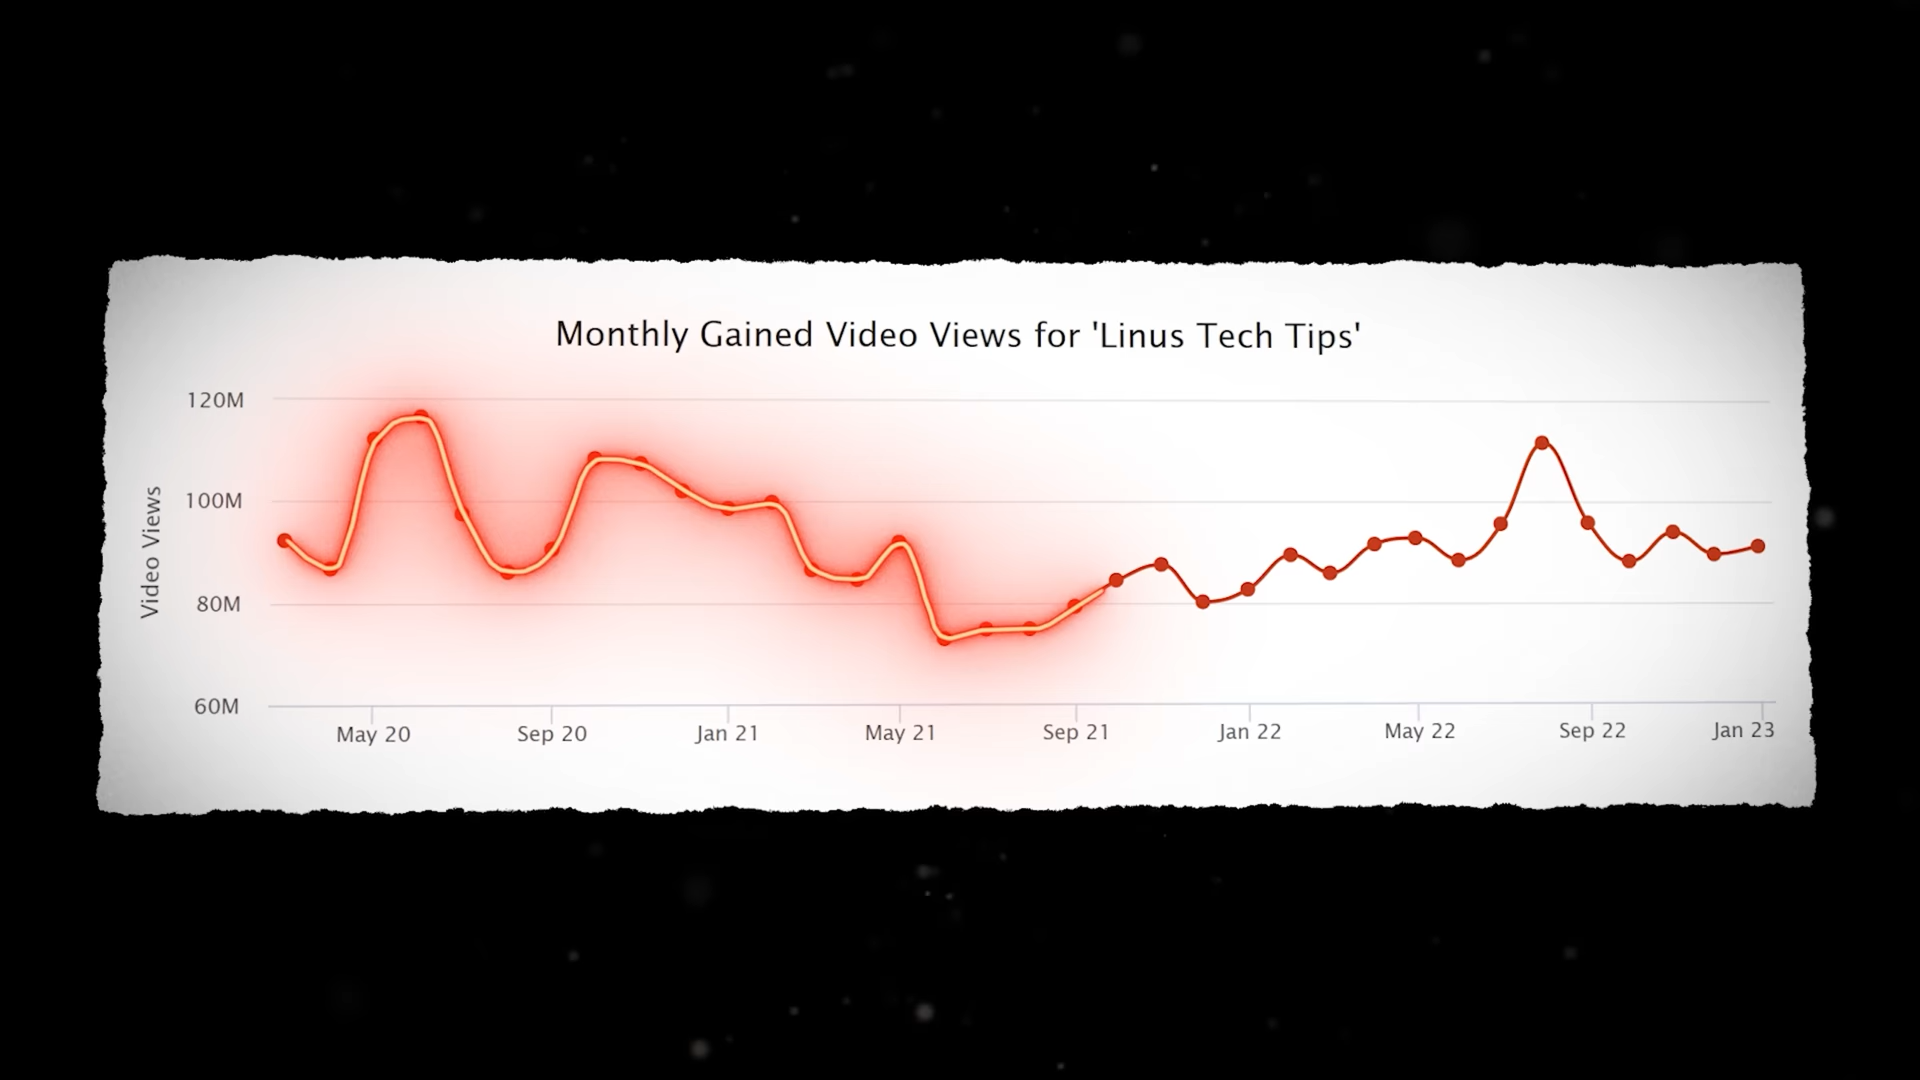 Monthly Gained Video Views for 'Linus Tech Tips'
Video Views
120M
100M
80M
60M
May 20
Sep 20
Jan 21
May 21
Sep 21
Jan 22
May 22
Sep 22
Jan 23